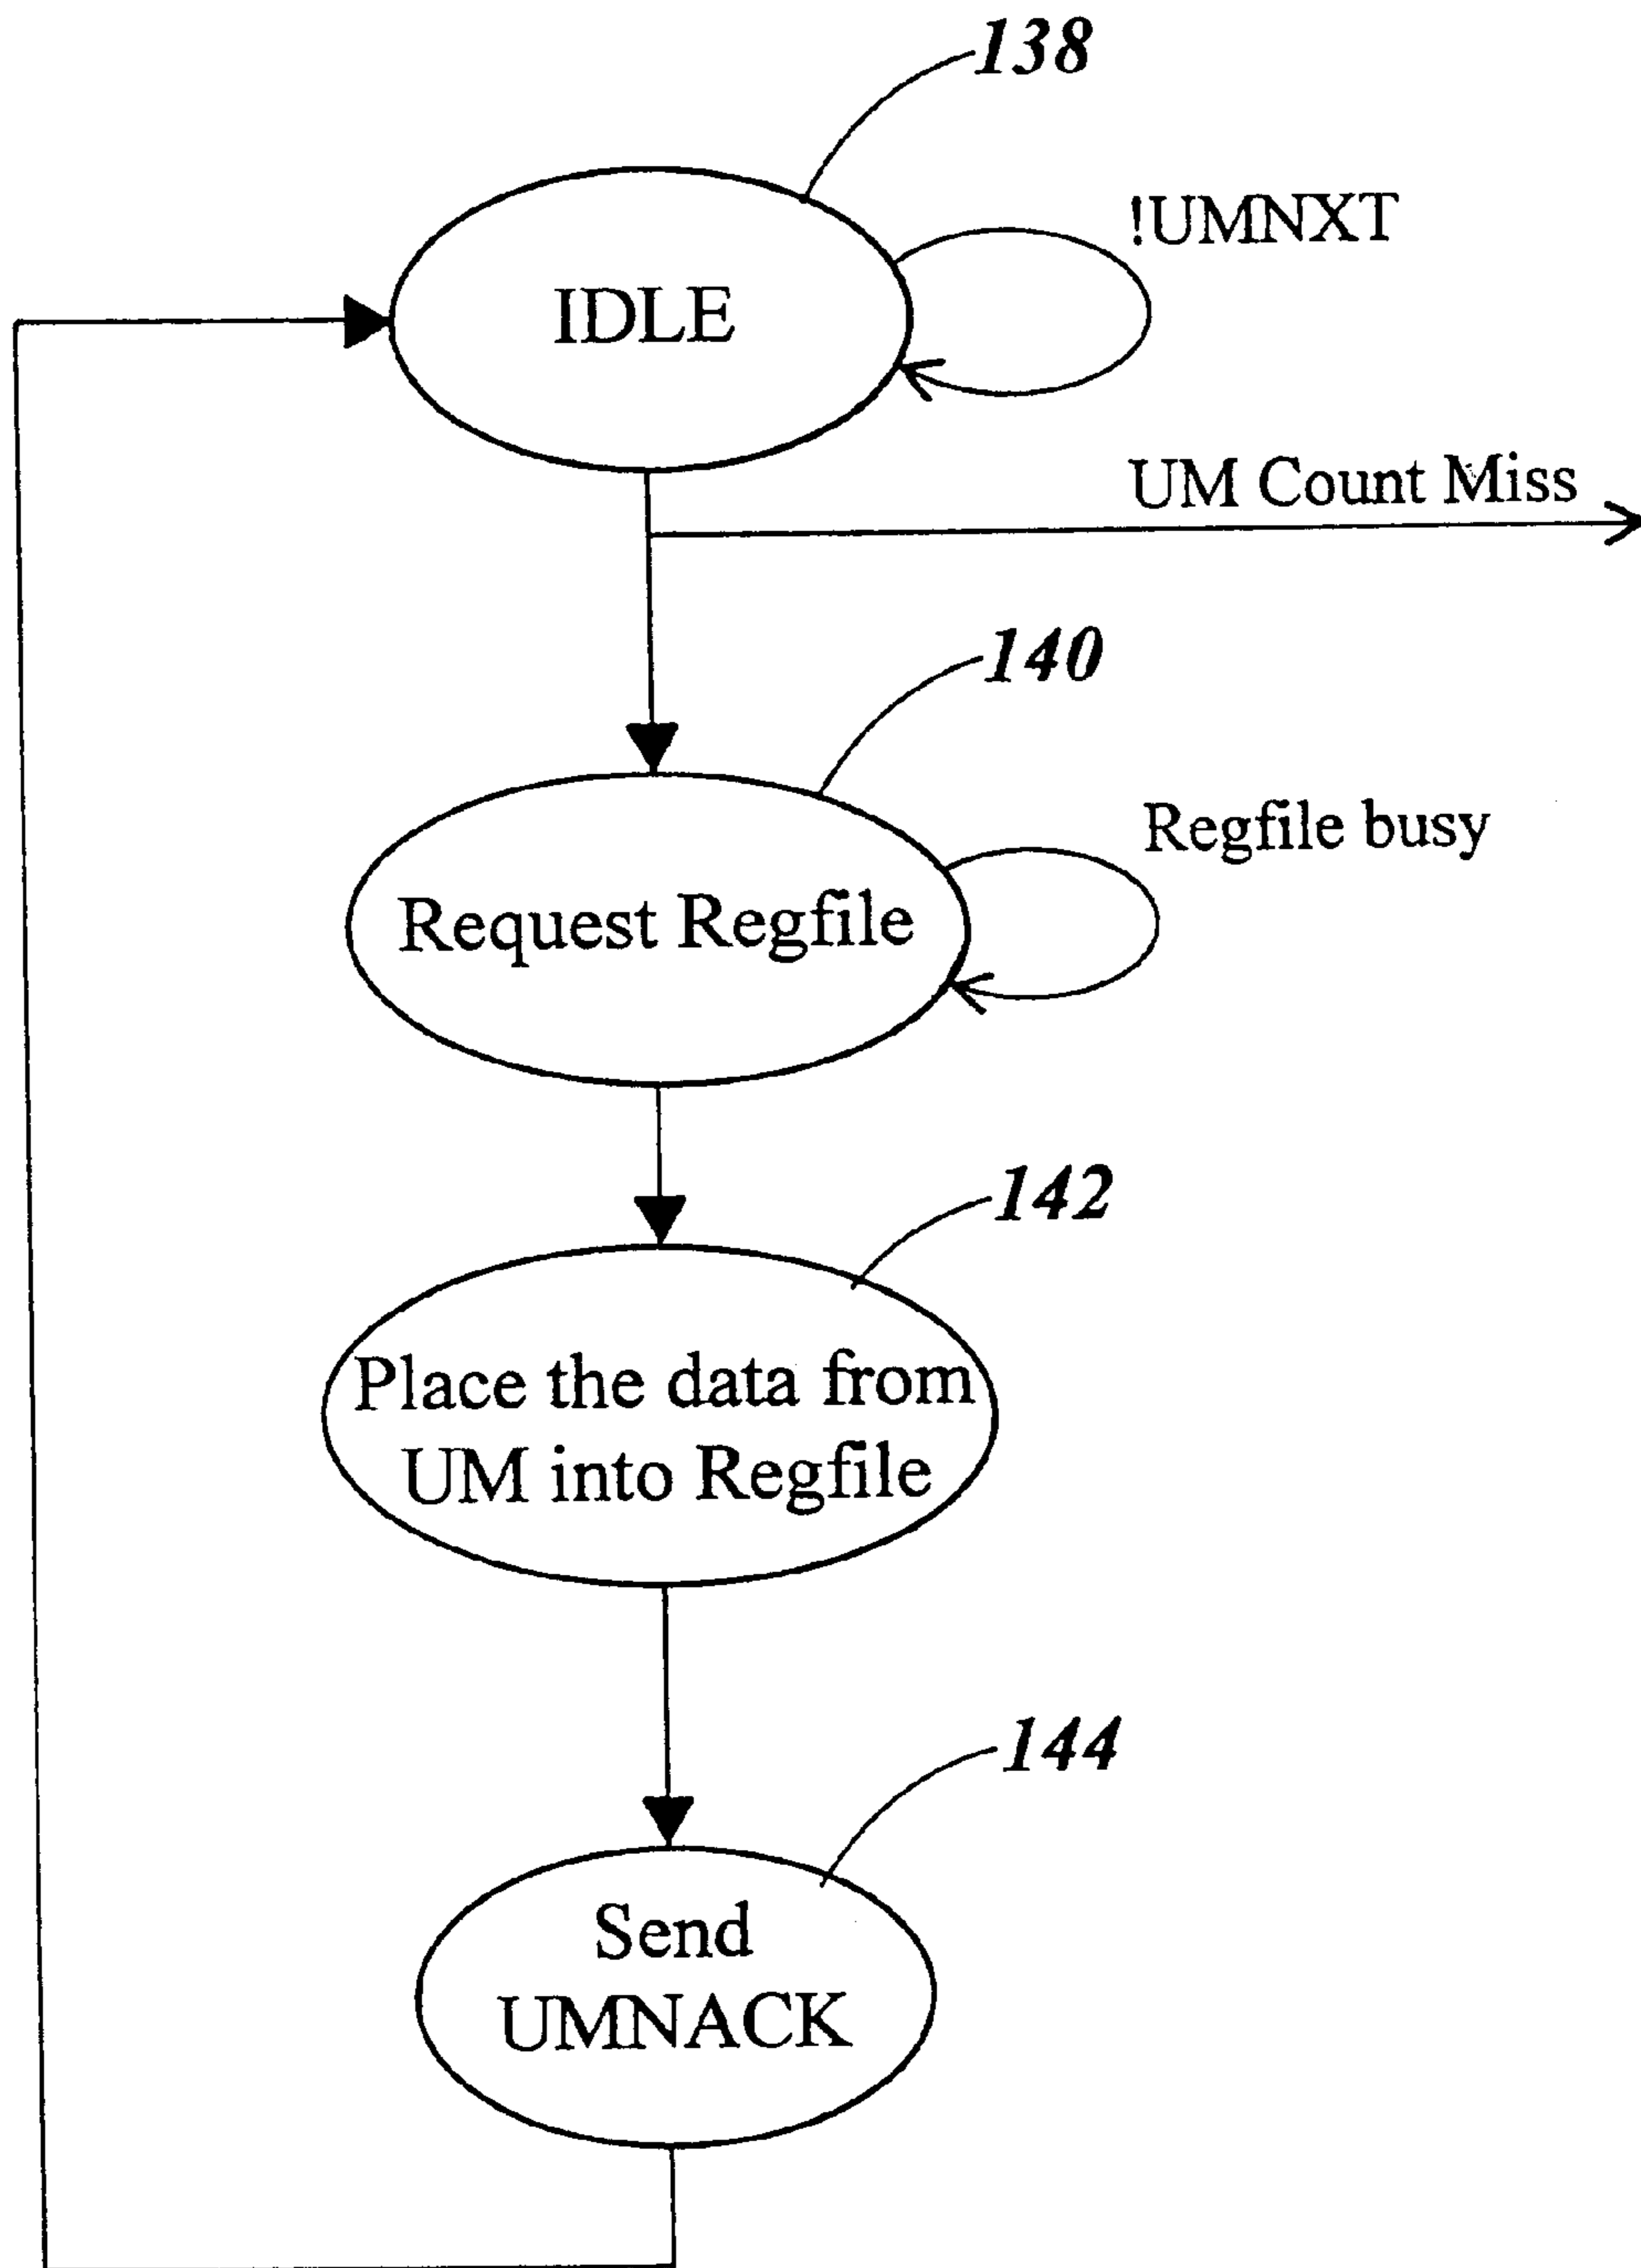 138
!UMNXT
IDLE
UM Count Miss
140
Regfile busy
Request Regfile
142
Place the data from
UM into Regfile
144
Send
UMNACK